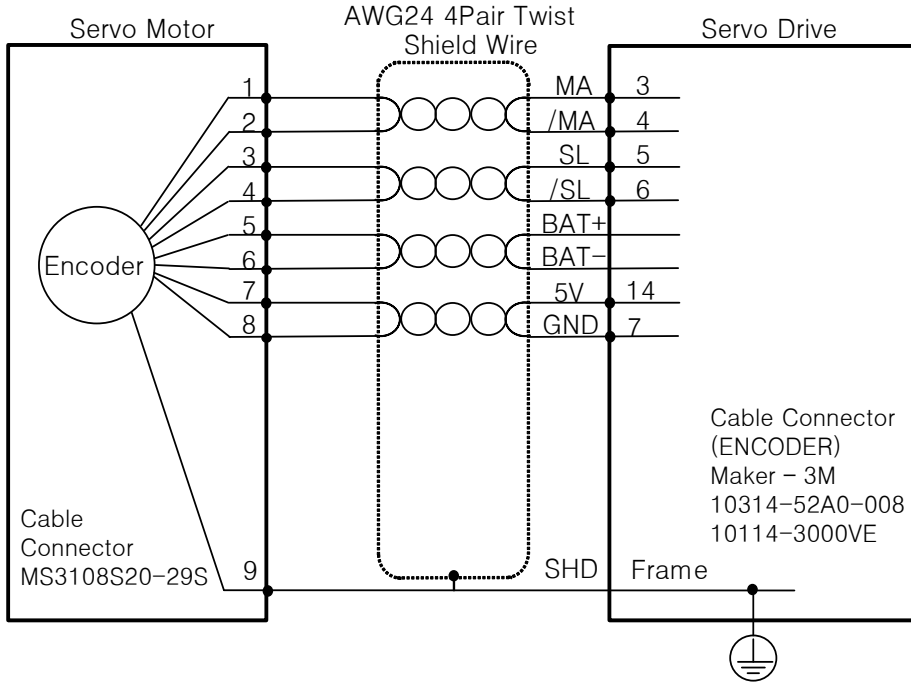 AWG24 4Pair Twist
Shield Wire
Servo Motor
Servo Drive
1
MA
3
2
/MA
4
3
SL
5
4
/SL
6
5
BAT+
6
BAT-
7
5V
14
8
GND
7
Encoder
Cable Connector
(ENCODER)
Maker - 3M
10314-52A0-008
10114-3000VE
Cable
Connector
MS3108S20-29S
9
SHD
Frame